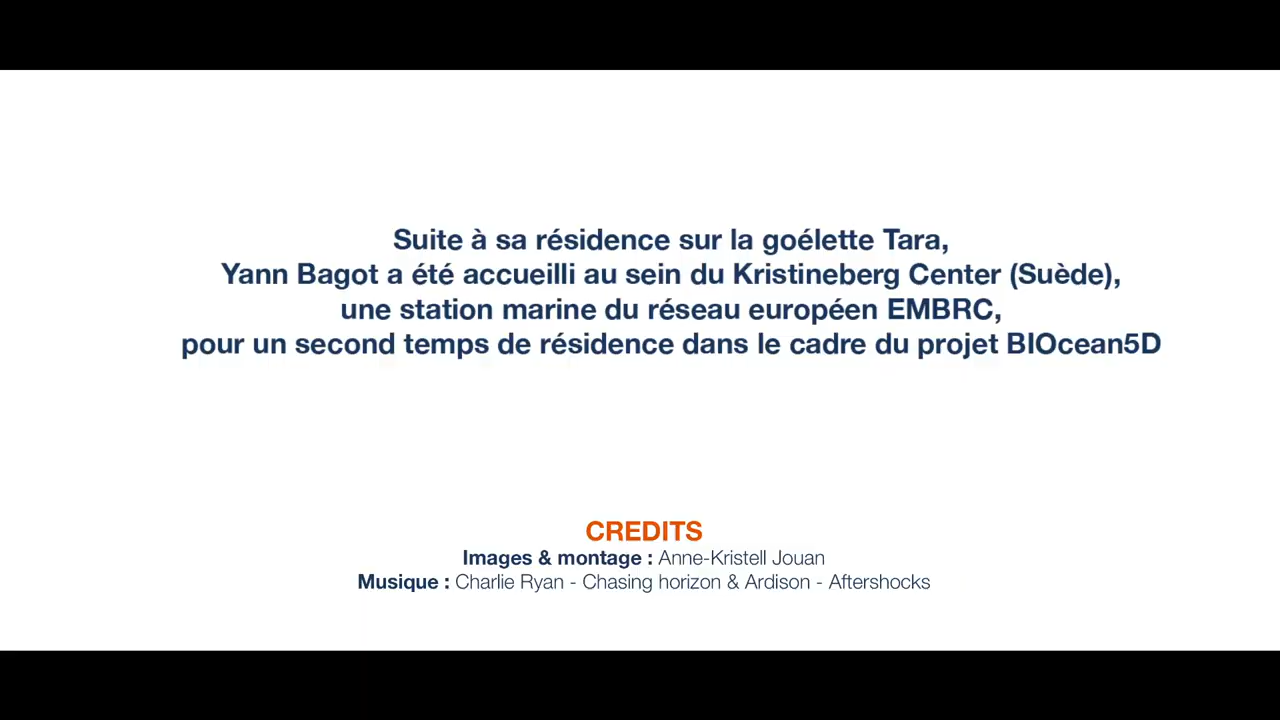 Suite à sa résidence sur la goélette Tara,
Yann Bagot a été accueilli au sein du Kristineberg Center (Suède),
une station marine du réseau européen EMBRC,
pour un second temps de résidence dans le cadre du projet BIOcean5D
CREDITS
Images & montage : Anne-Kristell Jouan
Musique : Charlie Ryan - Chasing horizon & Ardison - Aftershocks